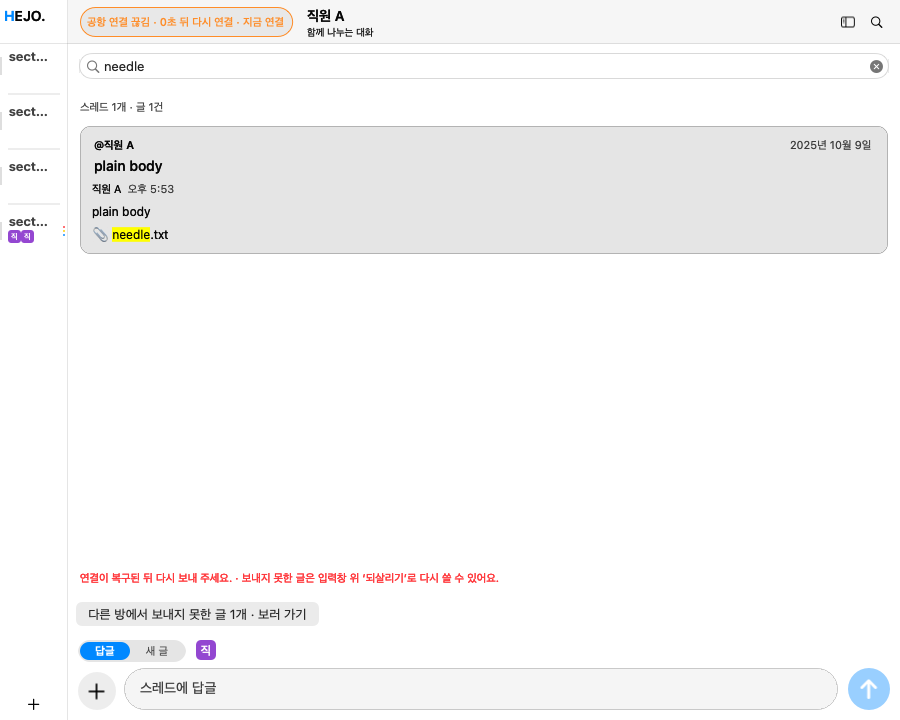 HEJO.
공항 연결 끊김 · 0초 뒤 다시 연결 · 지금 연결
직원 A
함께 나누는 대화
sect...
sect...
sect...
sect...
직 직
needle
스레드 1개 · 글 1건
@직원 A
2025년 10월 9일
plain body
직원 A 오후 5:53
plain body
needle.txt
연결이 복구된 뒤 다시 보내 주세요. · 보내지 못한 글은 입력창 위 '되살리기'로 다시 쓸 수 있어요.
다른 방에서 보내지 못한 글 1개 · 보러 가기
답글 새 글 직
스레드에 답글